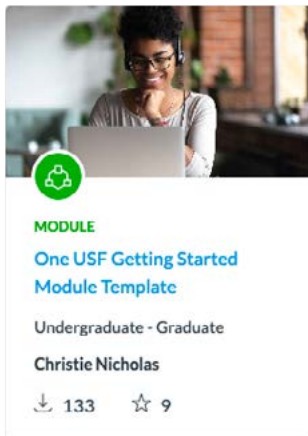 MODULE
One USF Getting Started
Module Template
Undergraduate - Graduate
Christie Nicholas
133 9